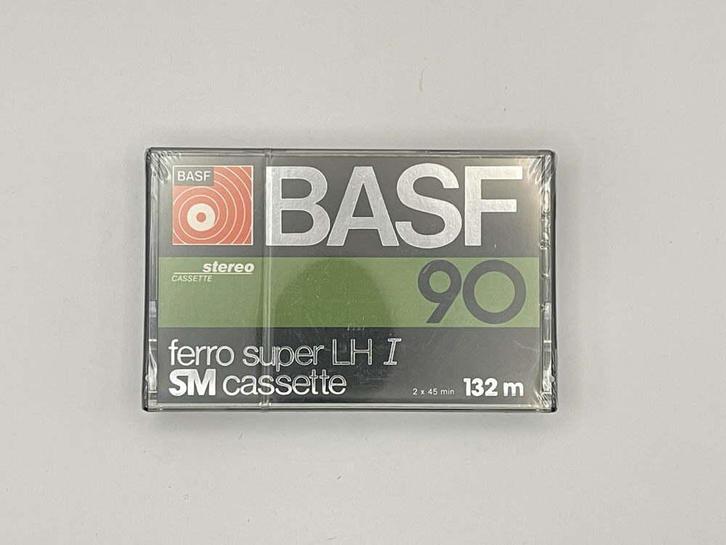 BASF
BASF
stereo
CASSETTE
90
ferro super LH I
SM cassette
2 x 45 min 132 m